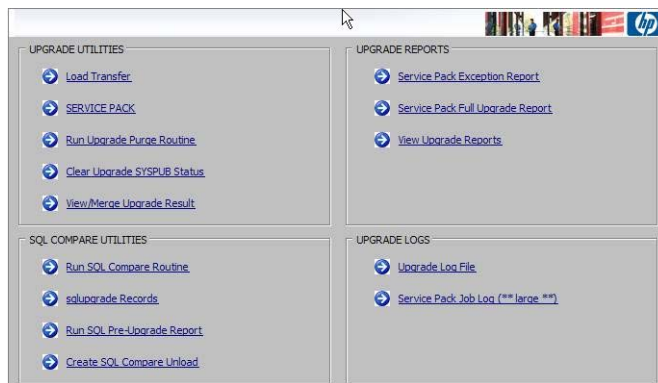 hp
UPGRADE UTILITIES
Load Transfer
SERVICE PACK
Run Upgrade Purge Routine
Clear Upgrade SYSPUB Status
View/Merge Upgrade Result
UPGRADE REPORTS
Service Pack Exception Report
Service Pack Full Upgrade Report
View Upgrade Reports
SQL COMPARE UTILITIES
Run SQL Compare Routine
sqlupgrade Records
Run SQL Pre-Upgrade Report
Create SQL Compare Unload
UPGRADE LOGS
Upgrade Log File
Service Pack Job Log (** large **)